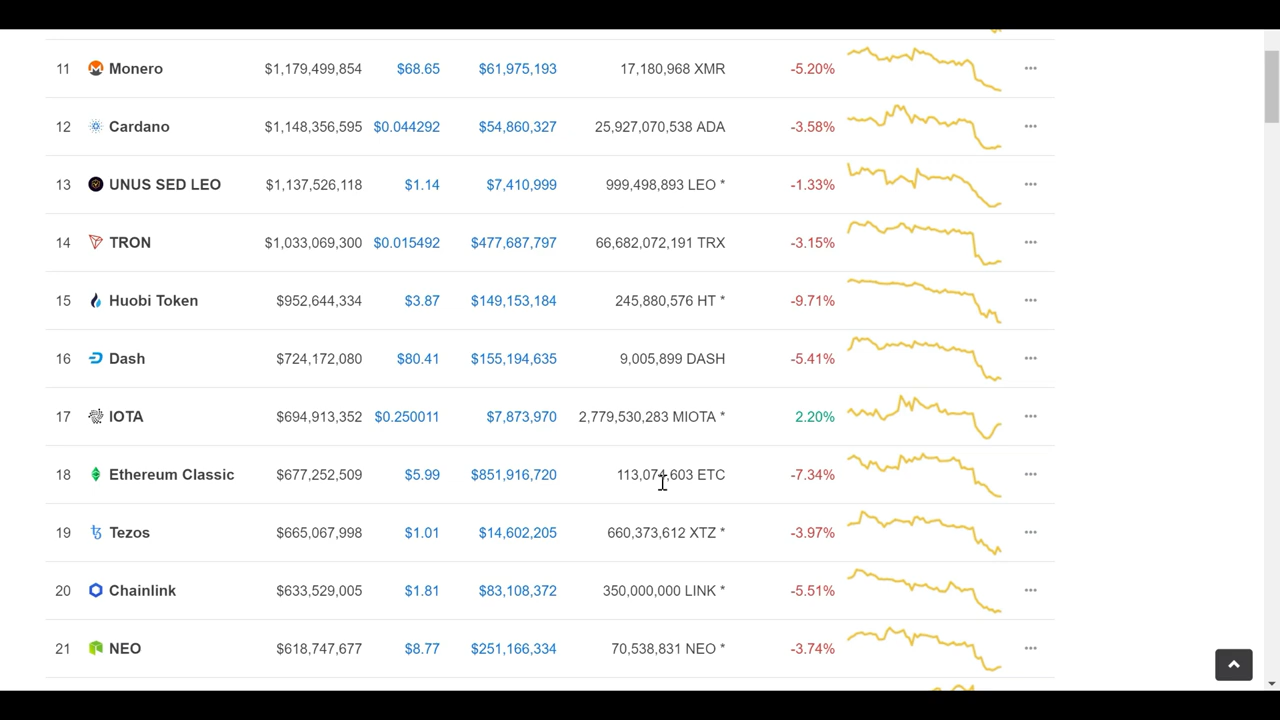 11 Monero $1,179,499,854 $68.65 $61,975,193 17,180,968 XMR -5.20%
12 Cardano $1,148,356,595 $0.044292 $54,860,327 25,927,070,538 ADA -3.58%
13 UNUS SED LEO $1,137,526,118 $1.14 $7,410,999 999,498,893 LEO * -1.33%
14 TRON $1,033,069,300 $0.015492 $477,687,797 66,682,072,191 TRX -3.15%
15 Huobi Token $952,644,334 $3.87 $149,153,184 245,880,576 HT * -9.71%
16 Dash $724,172,080 $80.41 $155,194,635 9,005,899 DASH -5.41%
17 IOTA $694,913,352 $0.250011 $7,873,970 2,779,530,283 MIOTA * 2.20%
18 Ethereum Classic $677,252,509 $5.99 $851,916,720 113,074,603 ETC -7.34%
19 Tezos $665,067,998 $1.01 $14,602,205 660,373,612 XTZ * -3.97%
20 Chainlink $633,529,005 $1.81 $83,108,372 350,000,000 LINK * -5.51%
21 NEO $618,747,677 $8.77 $251,166,334 70,538,831 NEO * -3.74%